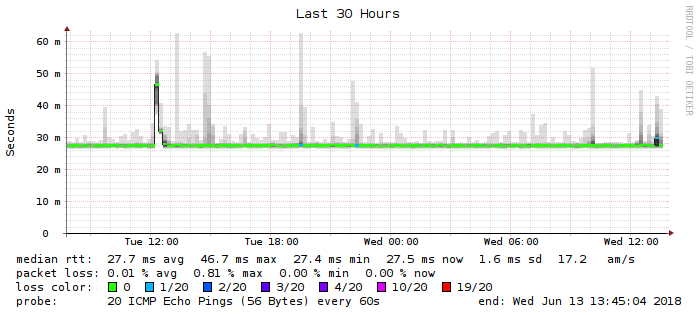 Last 30 Hours
RRDTOOL / TOBI OETIKER
Seconds
60 m
50 m
40 m
30 m
20 m
10 m
0
Tue 12:00 Tue 18:00 Wed 00:00 Wed 06:00 Wed 12:00
median rtt: 27.7 ms avg 46.7 ms max 27.4 ms min 27.5 ms now 1.6 ms sd 17.2 am/s
packet loss: 0.01 % avg 0.81 % max 0.00 % min 0.00 % now
loss color: 0 1/20 2/20 3/20 4/20 10/20 19/20
probe: 20 ICMP Echo Pings (56 Bytes) every 60s end: Wed Jun 13 13:45:04 2018